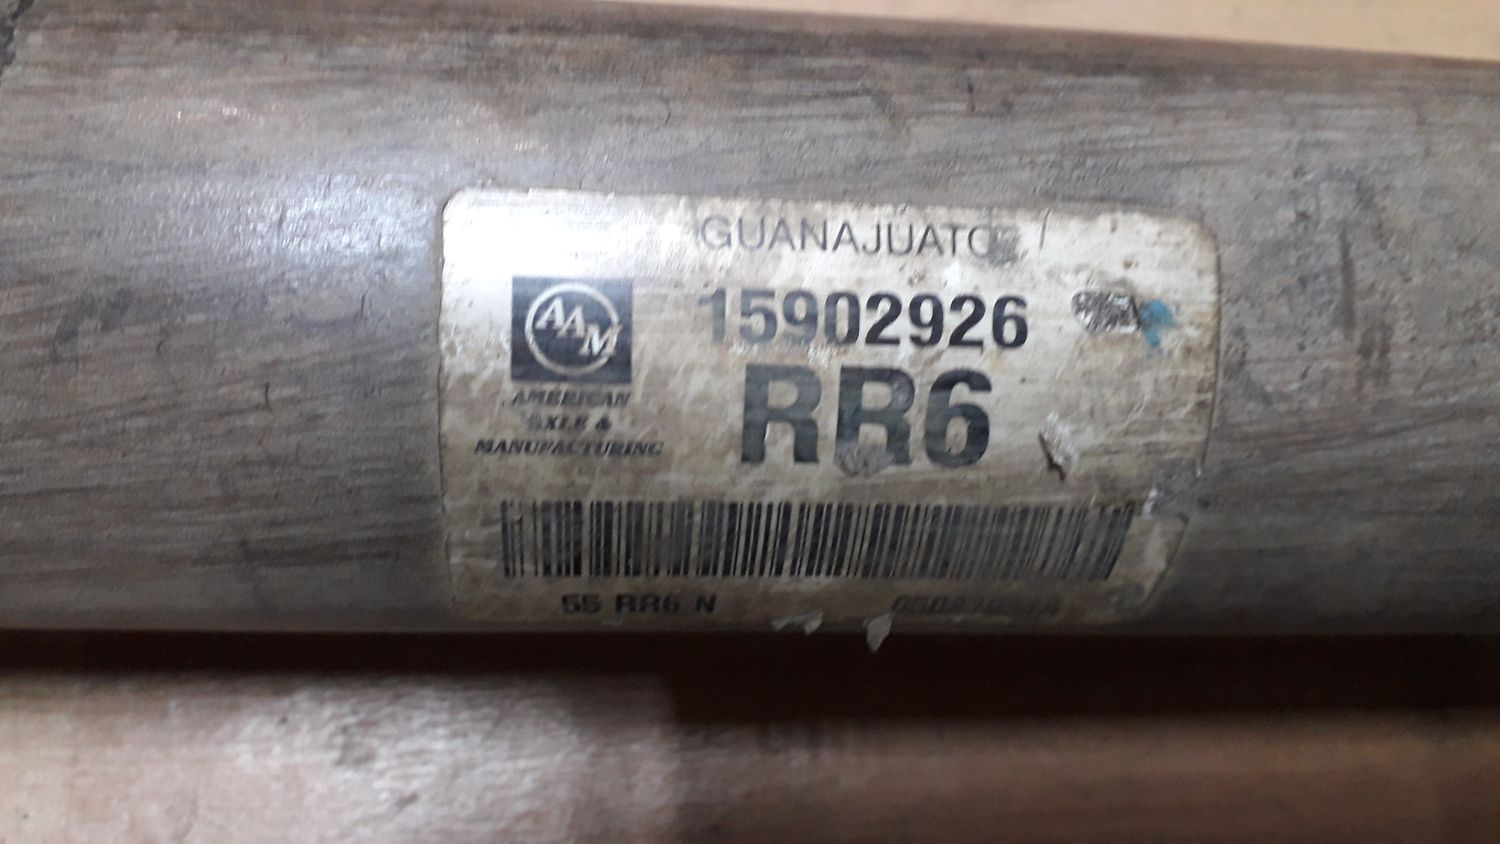 GUANAJUATO
AAM
15902926
AMERICAN
AXLE &
MANUFACTURING
RR6
55 RR6 N